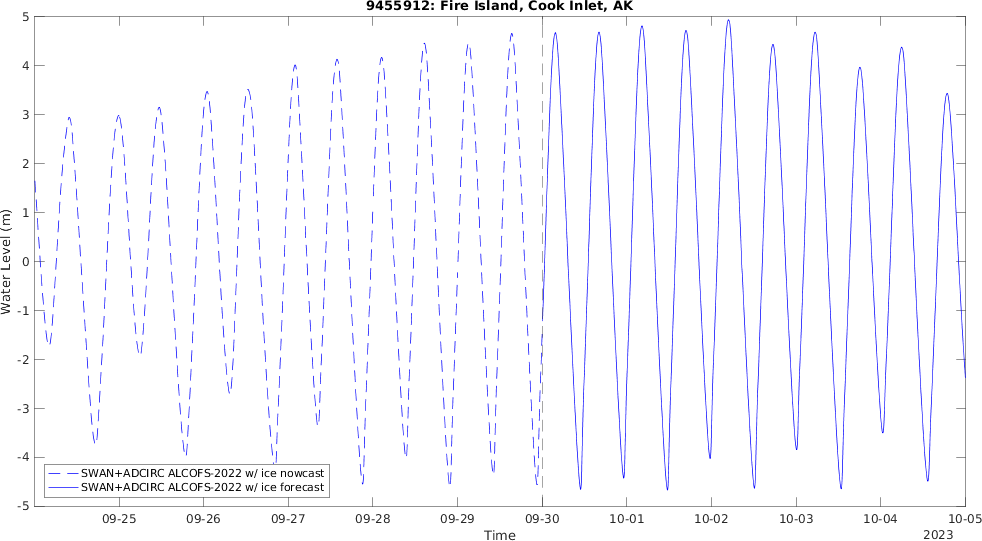 9455912: Fire Island, Cook Inlet, AK
5
4
3
2
1
0
-1
-2
-3
-4
-5
Water Level (m)
SWAN+ADCIRC ALCOFS-2022 w/ ice nowcast
SWAN+ADCIRC ALCOFS-2022 w/ ice forecast
09-25 09-26 09-27 09-28 09-29 09-30 10-01 10-02 10-03 10-04 10-05
Time
2023